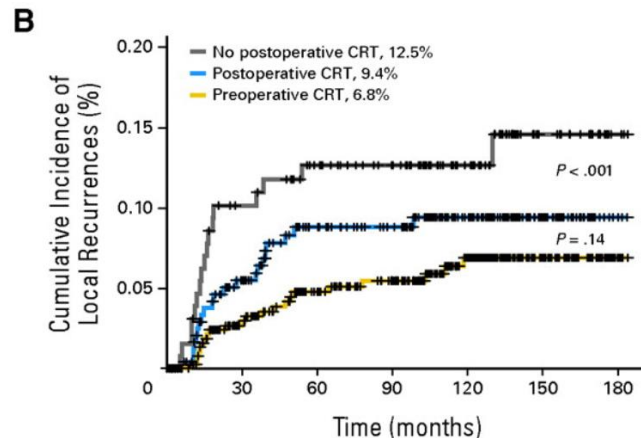 B
Cumulative Incidence of
Local Recurrences (%)
0.20
0.15
0.10
0.05
No postoperative CRT, 12.5%
Postoperative CRT, 9.4%
Preoperative CRT, 6.8%
P < .001
P = .14
0
30
60
90
120
150
180
Time (months)